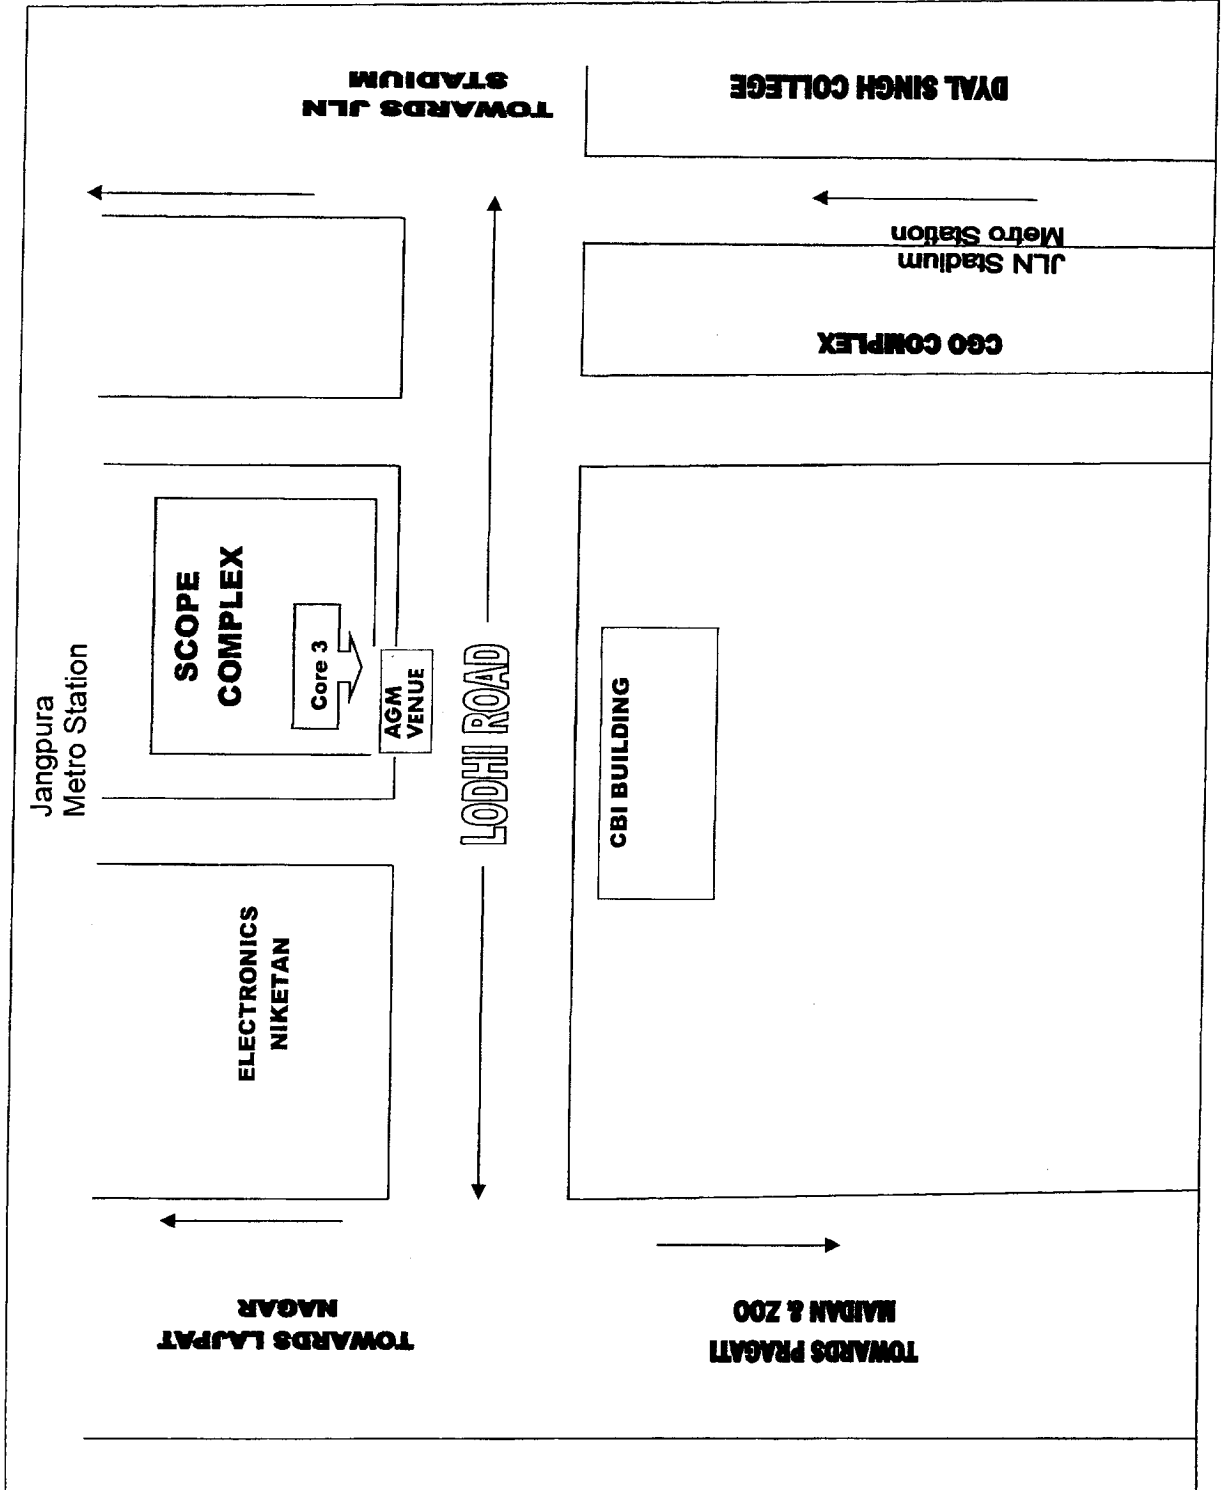 TOWARDS JLN
STADIUM
DYAL SINGH COLLEGE
JLN Stadium
Metro Station
CGO COMPLEX
Jangpura
Metro Station
SCOPE
COMPLEX
Core 3
AGM
VENUE
LODHI ROAD
CBI BUILDING
ELECTRONICS
NIKETAN
TOWARDS LAJPAT
NAGAR
TOWARDS PRAGATI
MAIDAN & ZOO